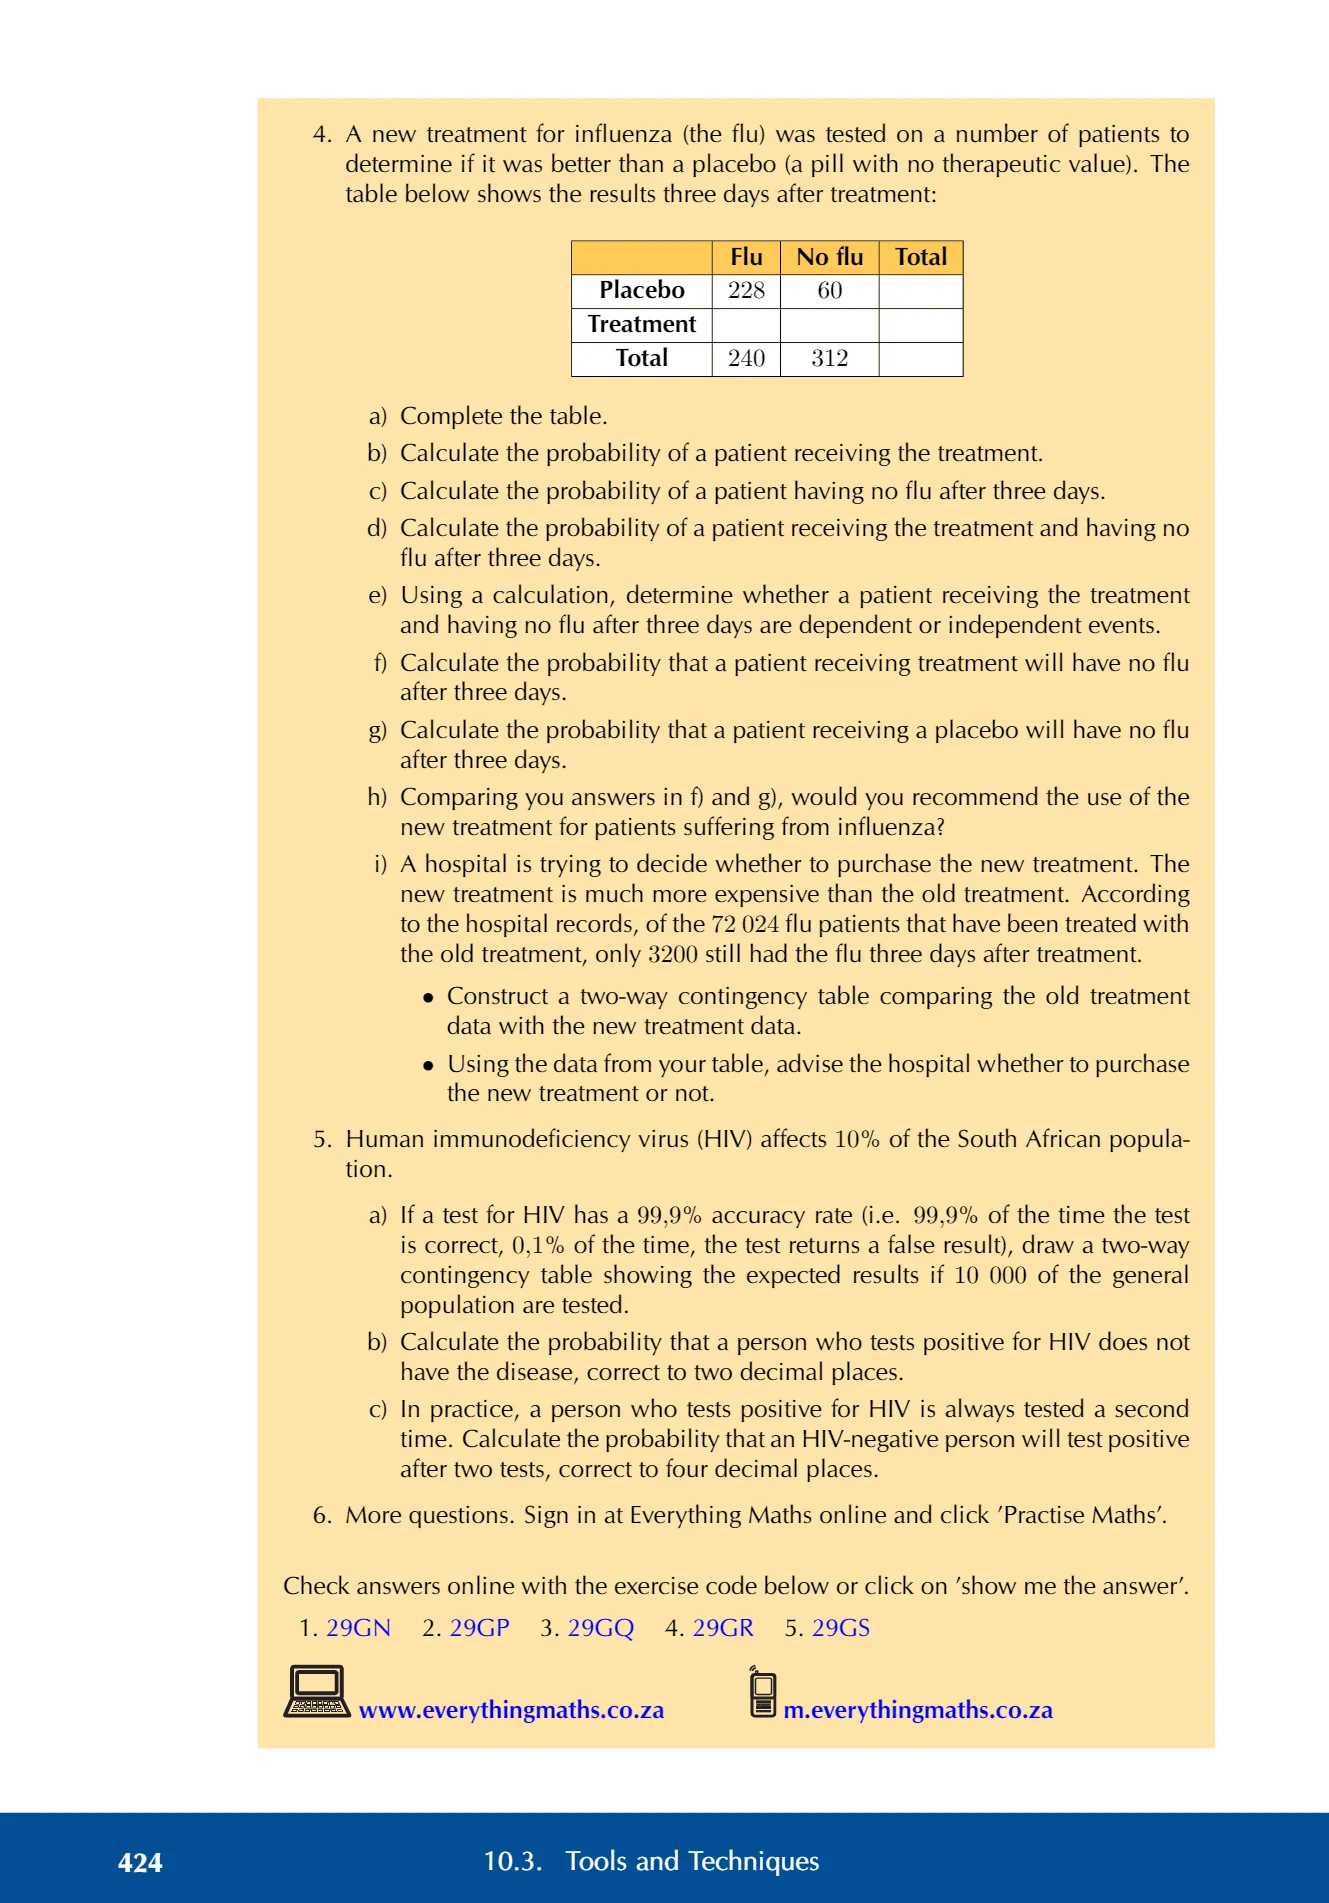 4. A new treatment for influenza (the flu) was tested on a number of patients to
determine if it was better than a placebo (a pill with no therapeutic value). The
table below shows the results three days after treatment:
Flu No flu Total
Placebo 228 60
Treatment
Total 240 312
a) Complete the table.
b) Calculate the probability of a patient receiving the treatment.
c) Calculate the probability of a patient having no flu after three days.
d) Calculate the probability of a patient receiving the treatment and having no
flu after three days.
e) Using a calculation, determine whether a patient receiving the treatment
and having no flu after three days are dependent or independent events.
f) Calculate the probability that a patient receiving treatment will have no flu
after three days.
g) Calculate the probability that a patient receiving a placebo will have no flu
after three days.
h) Comparing you answers in f) and g), would you recommend the use of the
new treatment for patients suffering from influenza?
i) A hospital is trying to decide whether to purchase the new treatment. The
new treatment is much more expensive than the old treatment. According
to the hospital records, of the 72 024 flu patients that have been treated with
the old treatment, only 3200 still had the flu three days after treatment.
• Construct a two-way contingency table comparing the old treatment
data with the new treatment data.
• Using the data from your table, advise the hospital whether to purchase
the new treatment or not.
5. Human immunodeficiency virus (HIV) affects 10% of the South African popula-
tion.
a) If a test for HIV has a 99,9% accuracy rate (i.e. 99,9% of the time the test
is correct, 0,1% of the time, the test returns a false result), draw a two-way
contingency table showing the expected results if 10 000 of the general
population are tested.
b) Calculate the probability that a person who tests positive for HIV does not
have the disease, correct to two decimal places.
c) In practice, a person who tests positive for HIV is always tested a second
time. Calculate the probability that an HIV-negative person will test positive
after two tests, correct to four decimal places.
6. More questions. Sign in at Everything Maths online and click ’Practise Maths’.
Check answers online with the exercise code below or click on ’show me the answer’.
1. 29GN 2. 29GP 3. 29GQ 4. 29GR 5. 29GS
www.everythingmaths.co.za m.everythingmaths.co.za
424 10.3. Tools and Techniques